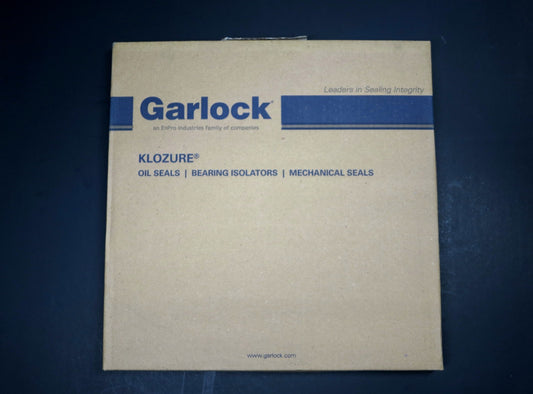 Leaders in Sealing Integrity
Garlock
an EnPro Industries family of companies
KLOZURE®
OIL SEALS | BEARING ISOLATORS | MECHANICAL SEALS
www.garlock.com